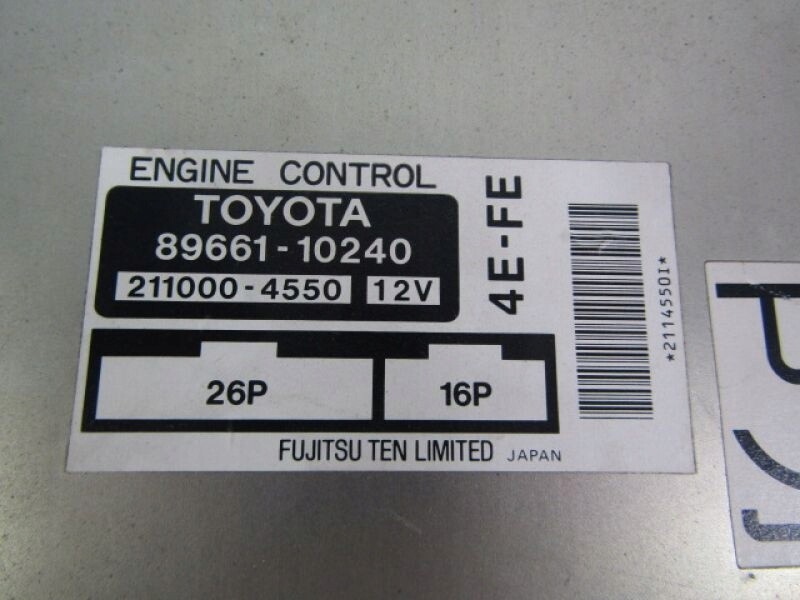 ENGINE CONTROL
TOYOTA
89661-10240
211000-4550 12V
4E-FE
26P 16P
FUJITSU TEN LIMITED JAPAN
*2114550I*